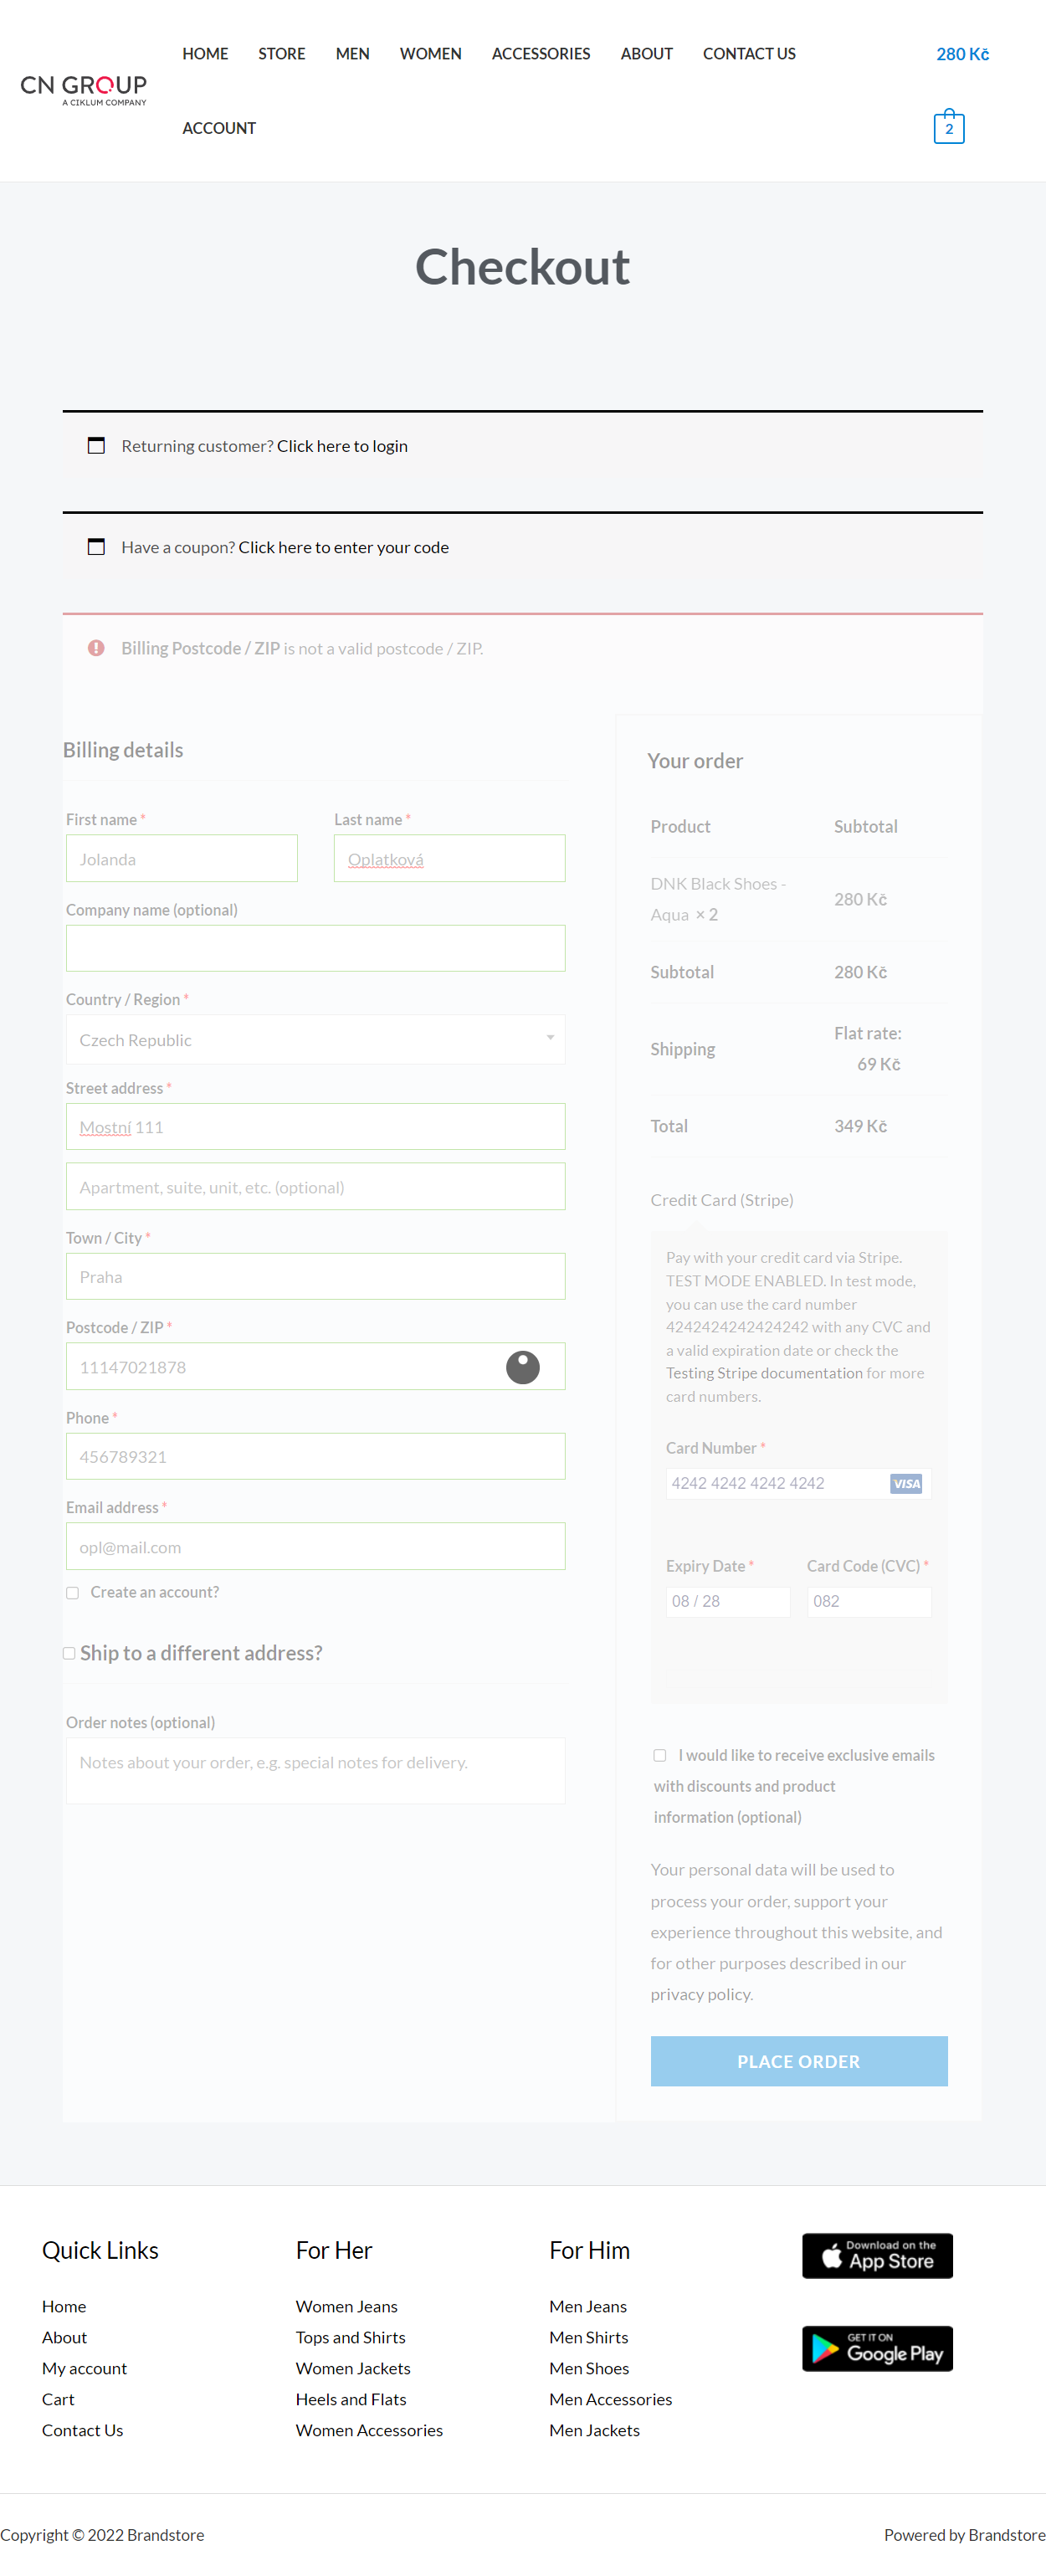 HOME STORE MEN WOMEN ACCESSORIES ABOUT CONTACT US
280 Kč
CN GROUP
A CIKLUM COMPANY
ACCOUNT
2
Checkout
Returning customer? Click here to login
Have a coupon? Click here to enter your code
Billing Postcode / ZIP is not a valid postcode / ZIP.
Billing details
First name *
Last name *
Jolanda
Oplatková
Company name (optional)
Country / Region *
Czech Republic
Street address *
Mostní 111
Apartment, suite, unit, etc. (optional)
Town / City *
Praha
Postcode / ZIP *
11147021878
Phone *
456789321
Email address *
opl@mail.com
Create an account?
Ship to a different address?
Order notes (optional)
Notes about your order, e.g. special notes for delivery.
Your order
Product Subtotal
DNK Black Shoes -
Aqua × 2
280 Kč
Subtotal 280 Kč
Shipping
Flat rate:
69 Kč
Total 349 Kč
Credit Card (Stripe)
Pay with your credit card via Stripe.
TEST MODE ENABLED. In test mode,
you can use the card number
4242424242424242 with any CVC and
a valid expiration date or check the
Testing Stripe documentation for more
card numbers.
Card Number *
4242 4242 4242 4242 VISA
Expiry Date * Card Code (CVC) *
08 / 28 082
I would like to receive exclusive emails
with discounts and product
information (optional)
Your personal data will be used to
process your order, support your
experience throughout this website, and
for other purposes described in our
privacy policy.
PLACE ORDER
Quick Links
Home
About
My account
Cart
Contact Us
For Her
Women Jeans
Tops and Shirts
Women Jackets
Heels and Flats
Women Accessories
For Him
Men Jeans
Men Shirts
Men Shoes
Men Accessories
Men Jackets
Download on the
App Store
GET IT ON
Google Play
Copyright © 2022 Brandstore
Powered by Brandstore